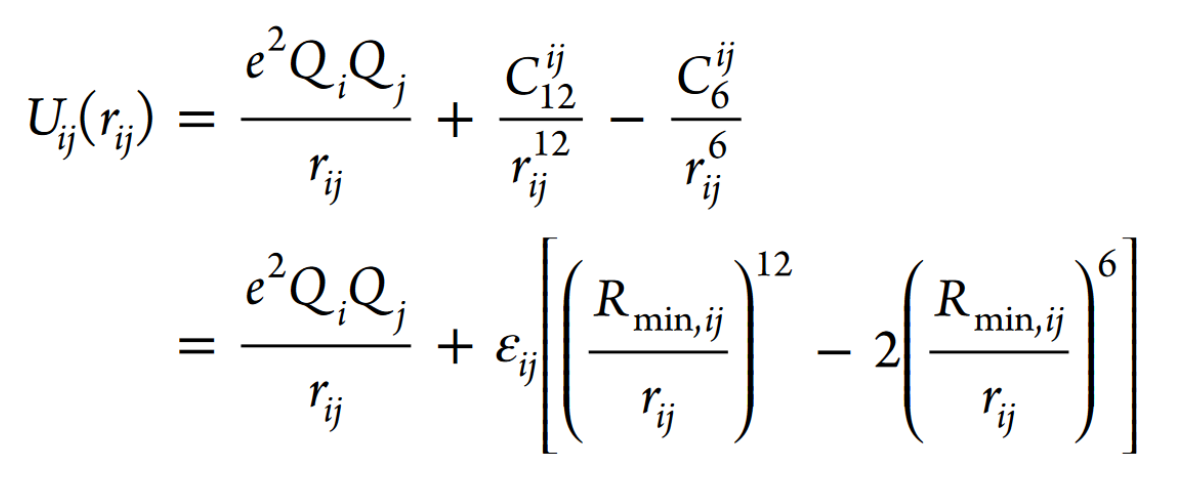 $U_{ij}(r_{ij}) = \frac{e^2 Q_i Q_j}{r_{ij}} + \frac{C_{12}^{ij}}{r_{ij}^{12}} - \frac{C_6^{ij}}{r_{ij}^6}$
$= \frac{e^2 Q_i Q_j}{r_{ij}} + \varepsilon_{ij}\left[\left(\frac{R_{\min,ij}}{r_{ij}}\right)^{12} - 2\left(\frac{R_{\min,ij}}{r_{ij}}\right)^6\right]$